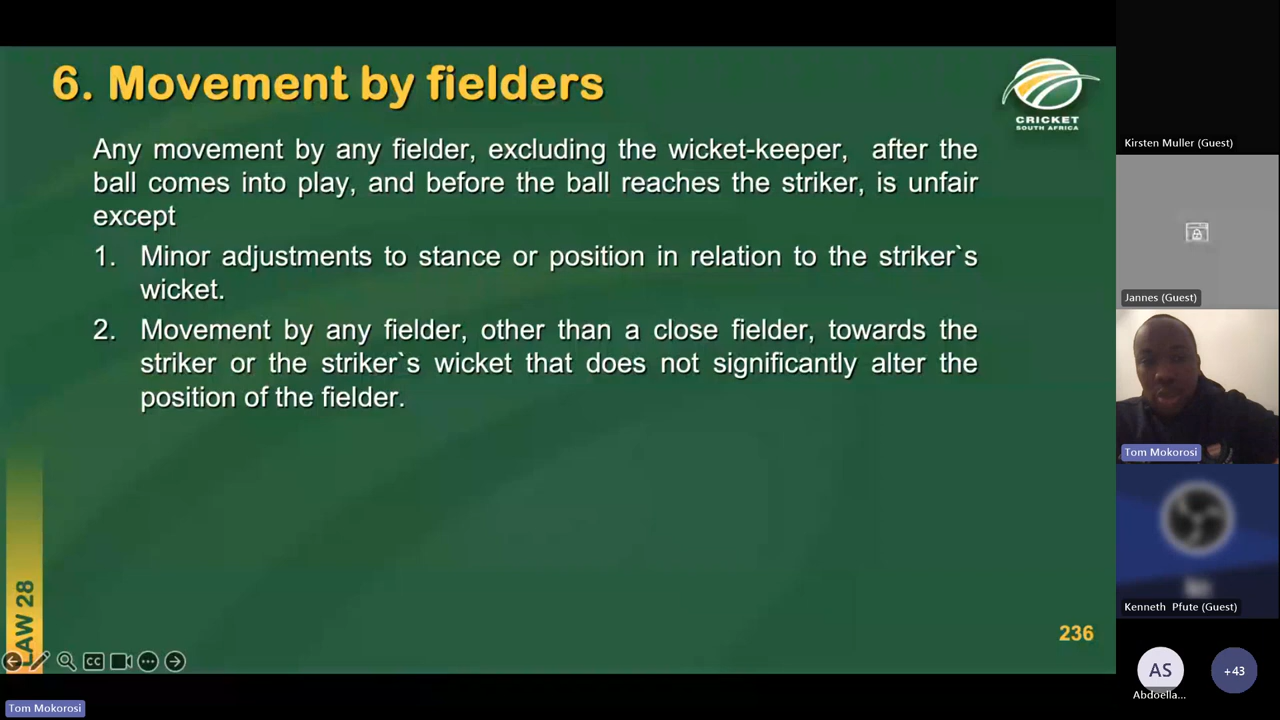 6. Movement by fielders
CRICKET
SOUTH AFRICA
Any movement by any fielder, excluding the wicket-keeper, after the
ball comes into play, and before the ball reaches the striker, is unfair
except
1. Minor adjustments to stance or position in relation to the striker`s
wicket.
2. Movement by any fielder, other than a close fielder, towards the
striker or the striker`s wicket that does not significantly alter the
position of the fielder.
LAW 28
236
CC
Tom Mokorosi
Kirsten Muller (Guest)
Jannes (Guest)
Tom Mokorosi
Kenneth Pfute (Guest)
AS
Abdoella...
+43